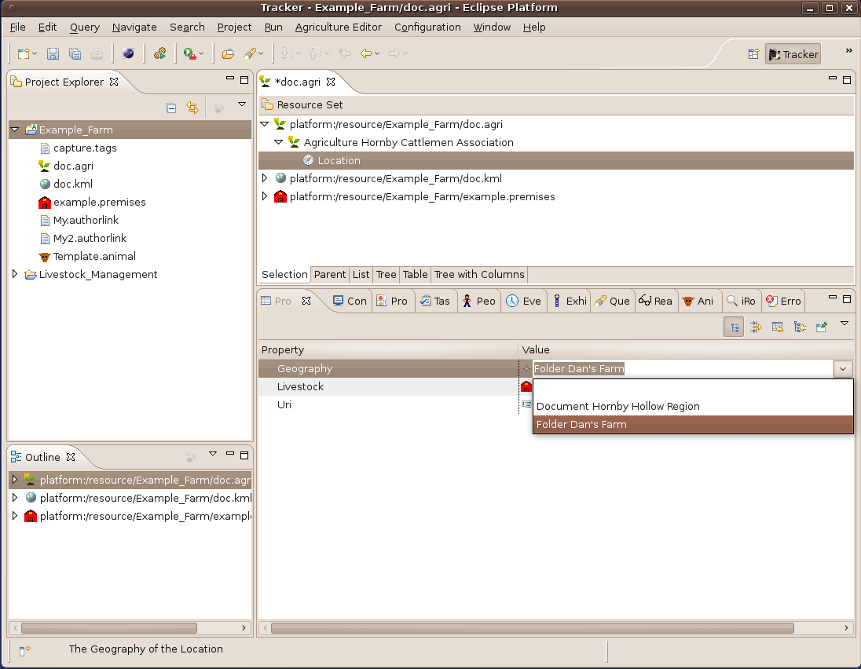 Tracker - Example_Farm/doc.agri - Eclipse Platform
File Edit Query Navigate Search Project Run Agriculture Editor Configuration Window Help
Tracker
Project Explorer
Example_Farm
capture.tags
doc.agri
doc.kml
example.premises
My.authorlink
My2.authorlink
Template.animal
Livestock_Management
*doc.agri
Resource Set
platform:/resource/Example_Farm/doc.agri
Agriculture Hornby Cattlemen Association
Location
platform:/resource/Example_Farm/doc.kml
platform:/resource/Example_Farm/example.premises
Selection Parent List Tree Table Tree with Columns
Outline
platform:/resource/Example_Farm/doc.agr
platform:/resource/Example_Farm/doc.kml
platform:/resource/Example_Farm/example
Pro Con Pro Tas Peo Eve Exhi Que Rea Ani iRo Erro
Property Value
Geography Folder Dan's Farm
Livestock
Uri
Document Hornby Hollow Region
Folder Dan's Farm
The Geography of the Location